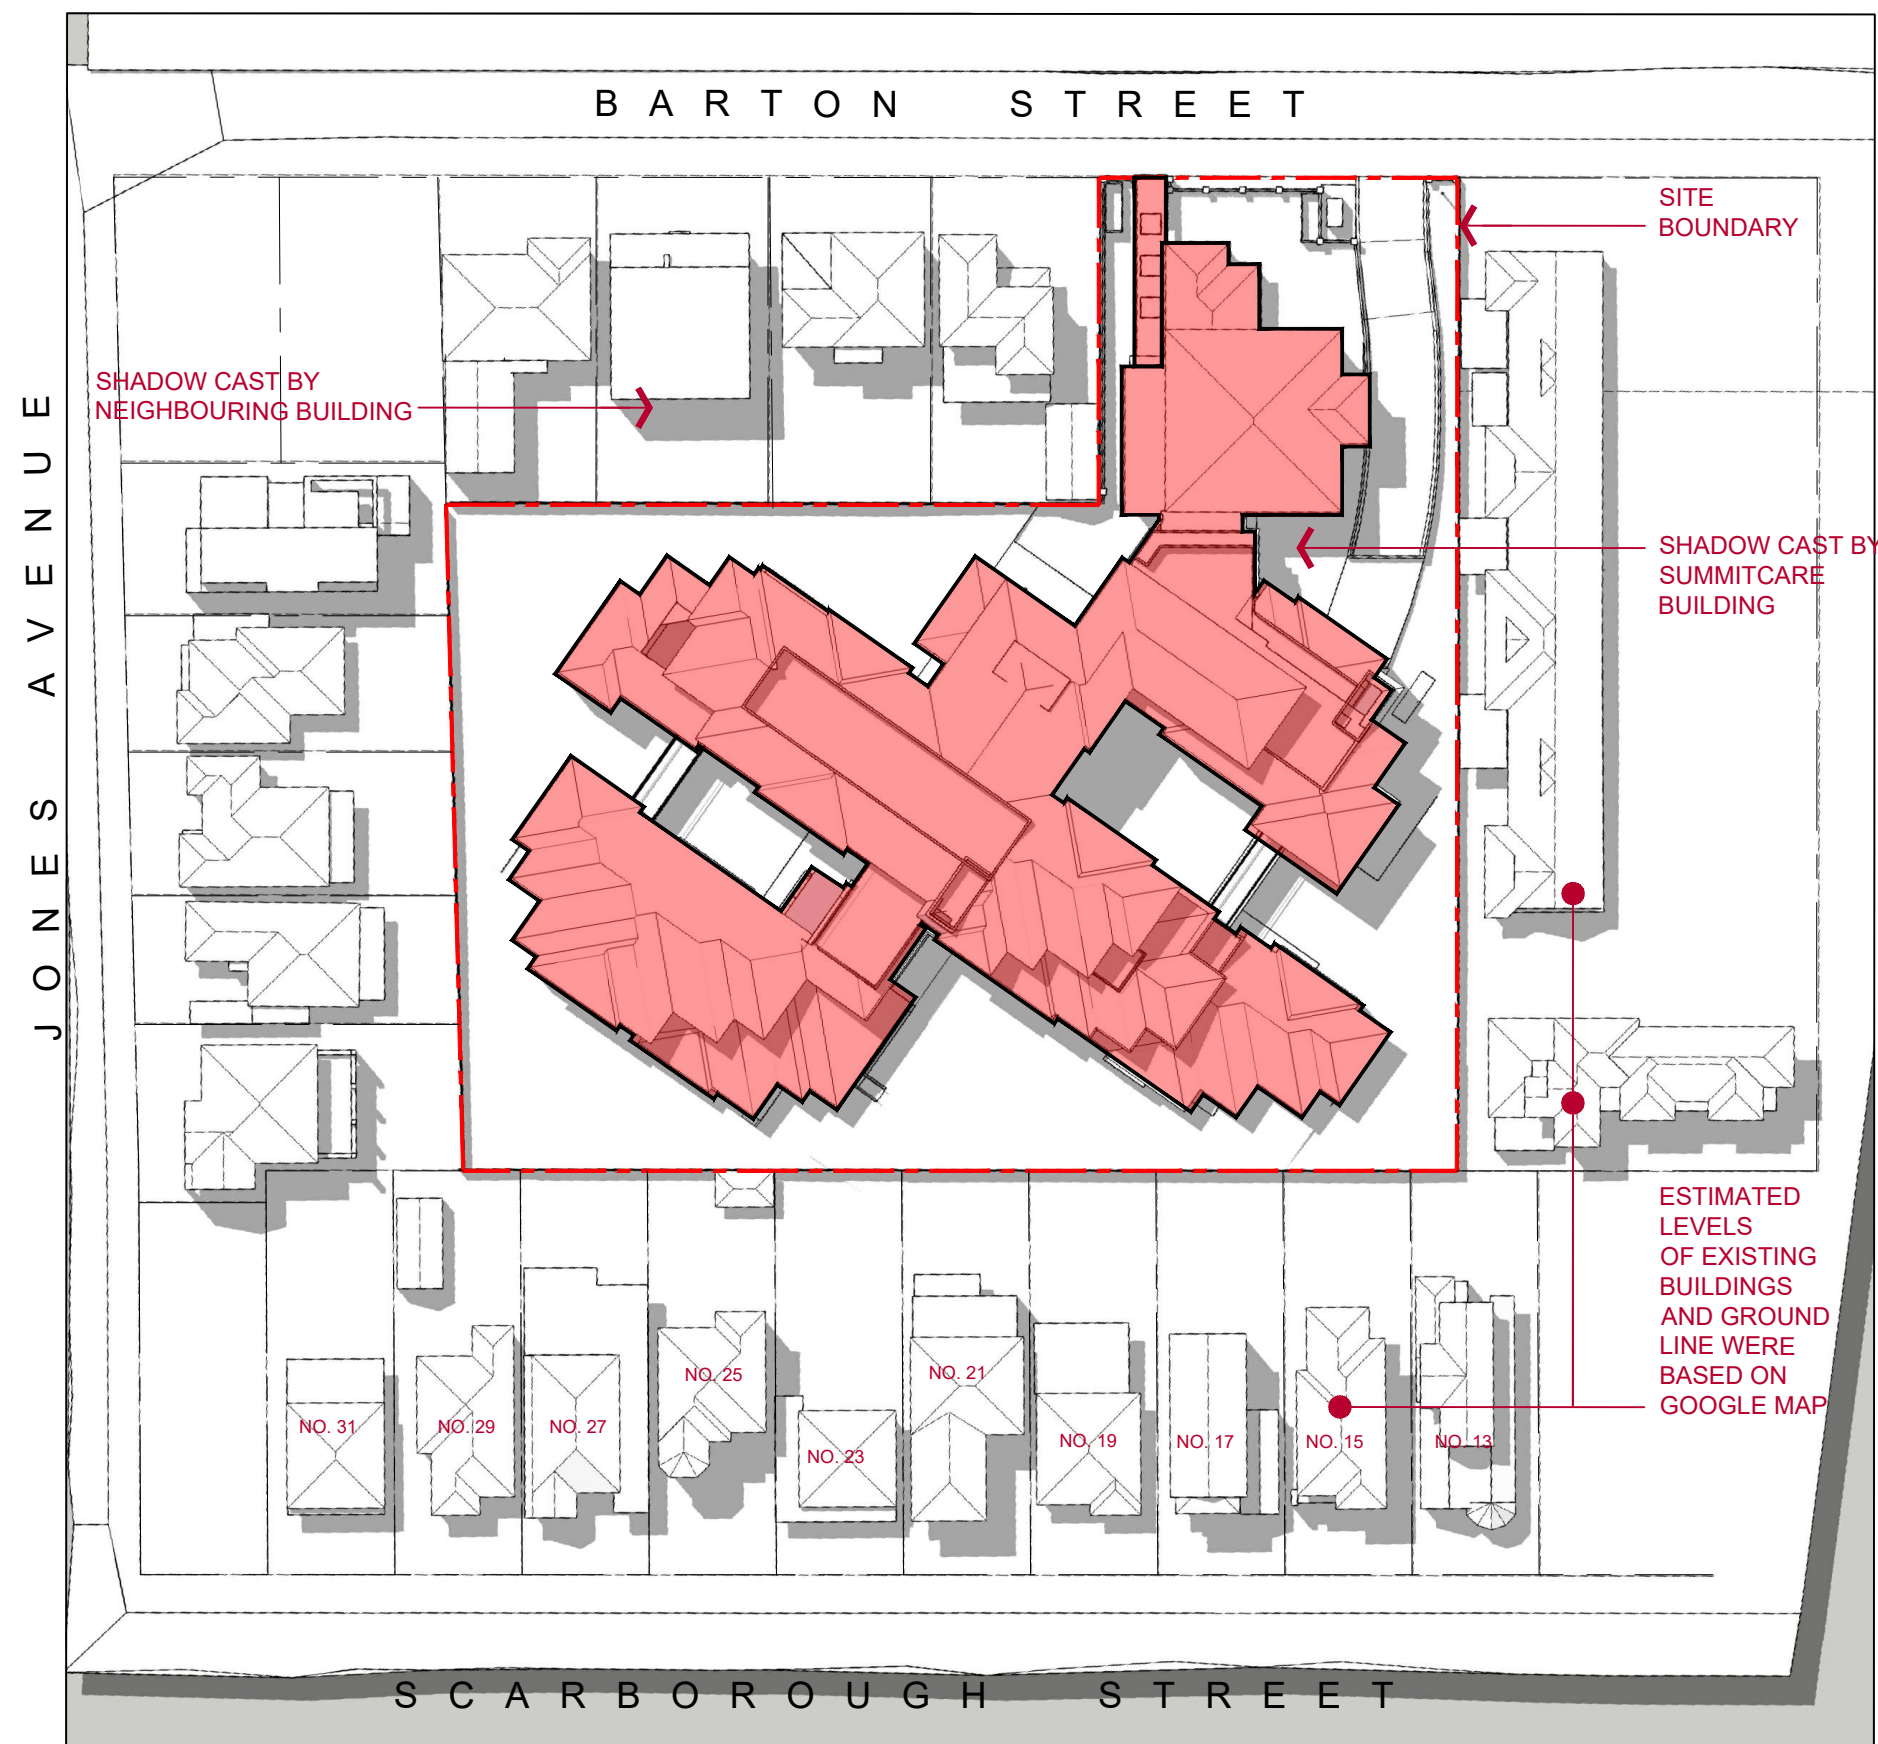 BARTON STREET
SITE
BOUNDARY
SHADOW CAST BY
NEIGHBOURING BUILDING
JONES AVENUE
SHADOW CAST BY
SUMMITCARE
BUILDING
ESTIMATED
LEVELS
OF EXISTING
BUILDINGS
AND GROUND
LINE WERE
BASED ON
GOOGLE MAP
NO. 31
NO. 29
NO. 27
NO. 25
NO. 23
NO. 21
NO. 19
NO. 17
NO. 15
NO. 13
SCARBOROUGH STREET